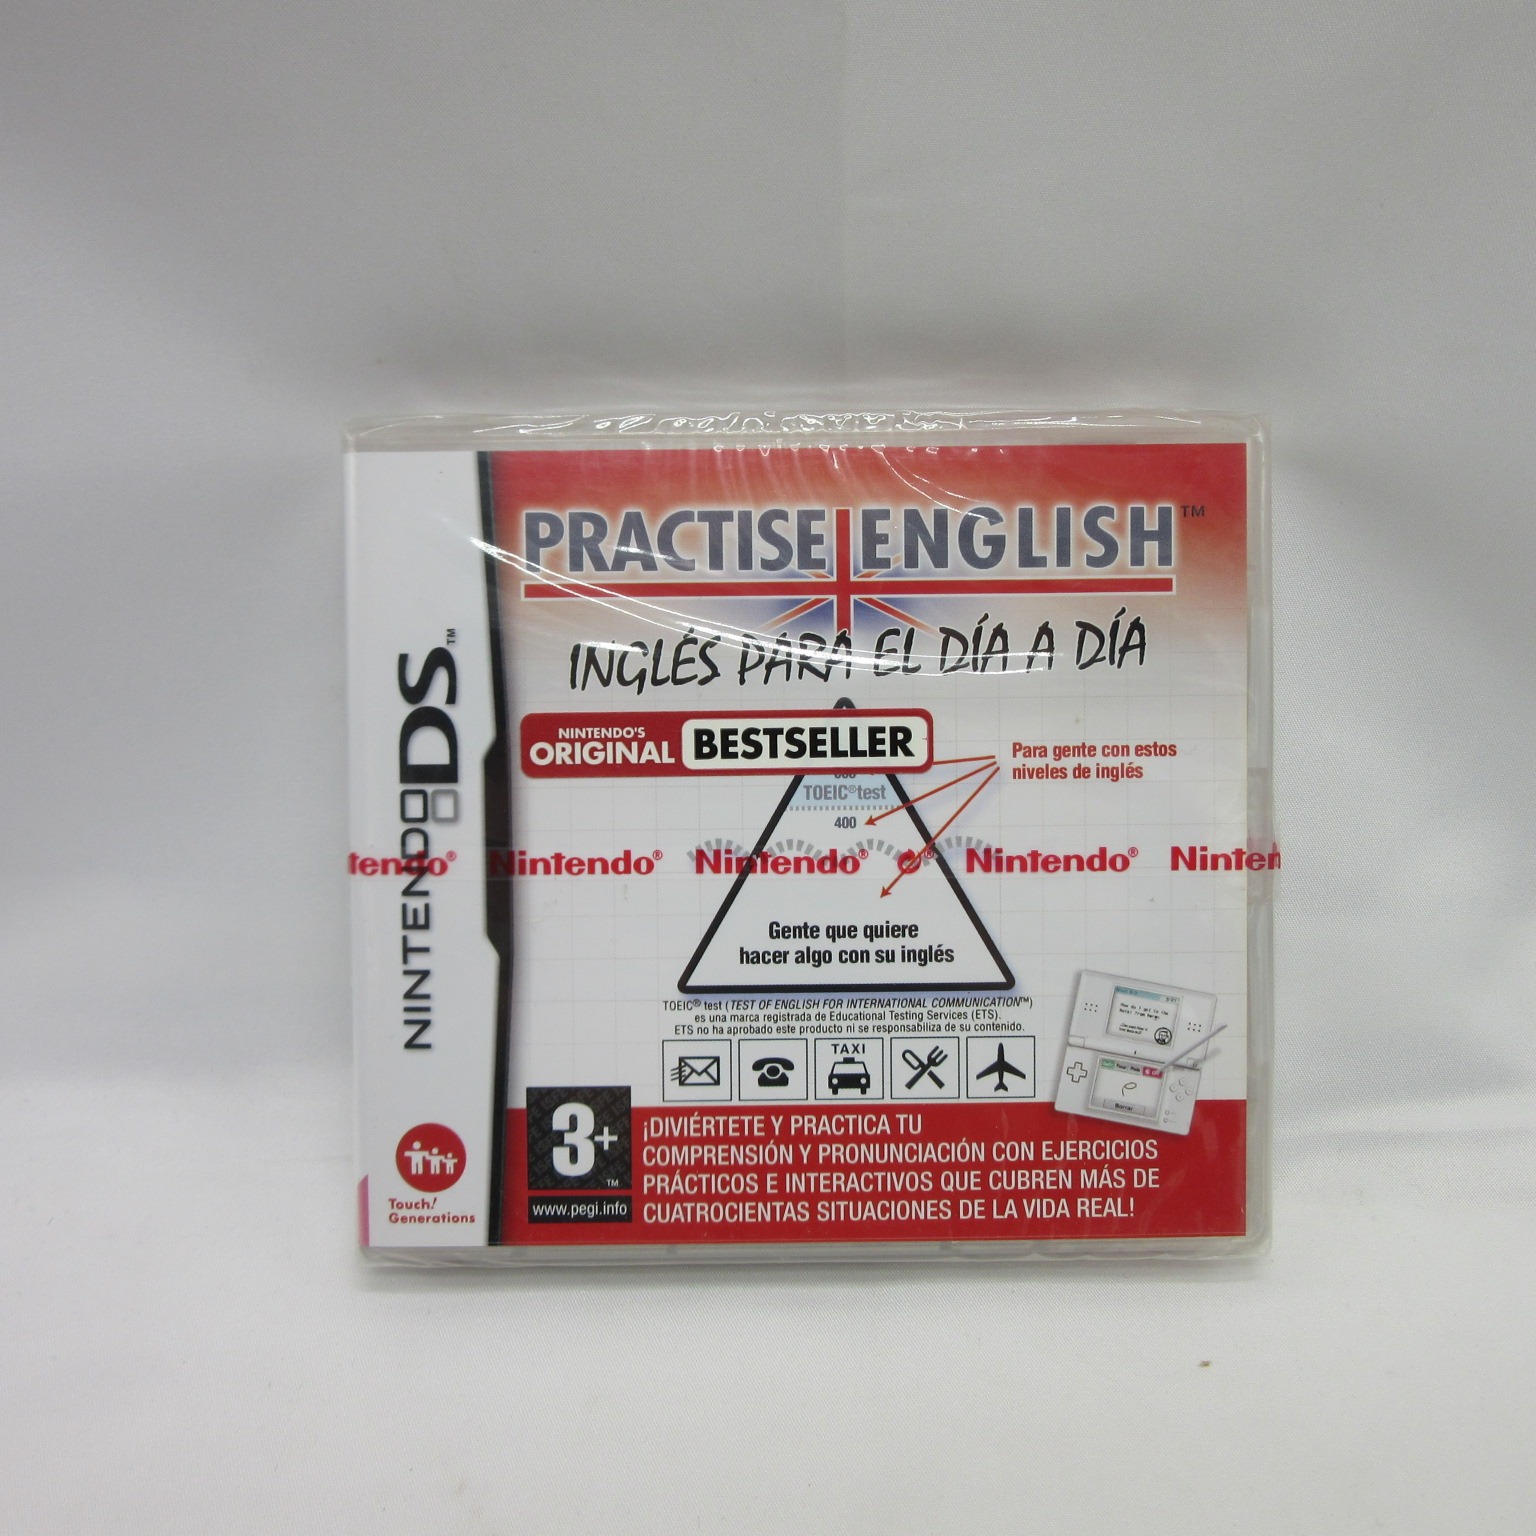 PRACTISE ENGLISH™
INGLÉS PARA EL DÍA A DÍA
NINTENDO'S
ORIGINAL BESTSELLER
Para gente con estos
niveles de inglés
TOEIC® test
400
tendo® Nintendo® Nintendo® ® Nintendo® Ninten
Gente que quiere
hacer algo con su inglés
TOEIC® test (TEST OF ENGLISH FOR INTERNATIONAL COMMUNICATION™)
es una marca registrada de Educational Testing Services (ETS).
ETS no ha aprobado este producto ni se responsabiliza de su contenido.
TAXI
3+™
www.pegi.info
¡DIVIÉRTETE Y PRACTICA TU
COMPRENSIÓN Y PRONUNCIACIÓN CON EJERCICIOS
PRÁCTICOS E INTERACTIVOS QUE CUBREN MÁS DE
CUATROCIENTAS SITUACIONES DE LA VIDA REAL!
NINTENDO DS™
Touch!
Generations
Borrar